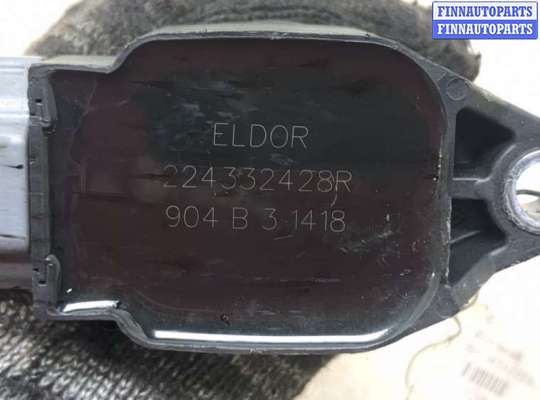 FINNAUTOPARTS
FINNAUTOPARTS
ELDOR
224332428R
904 B 3 1418